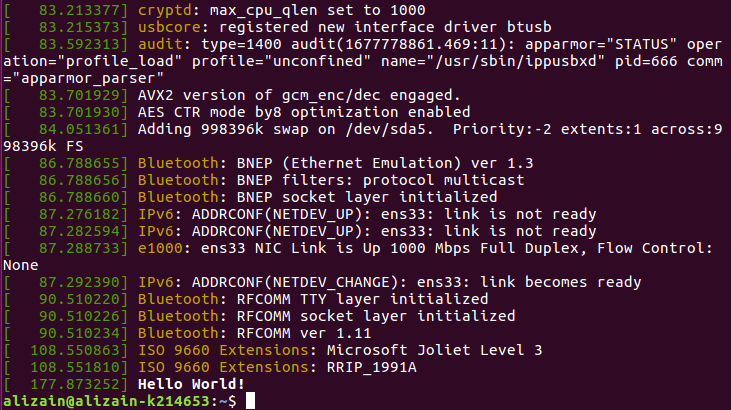 [   83.213377] cryptd: max_cpu_qlen set to 1000
[   83.215373] usbcore: registered new interface driver btusb
[   83.592313] audit: type=1400 audit(1677778861.469:11): apparmor="STATUS" oper
ation="profile_load" profile="unconfined" name="/usr/sbin/ippusbxd" pid=666 comm
="apparmor_parser"
[   83.701929] AVX2 version of gcm_enc/dec engaged.
[   83.701930] AES CTR mode by8 optimization enabled
[   84.051361] Adding 998396k swap on /dev/sda5.  Priority:-2 extents:1 across:9
98396k FS
[   86.788655] Bluetooth: BNEP (Ethernet Emulation) ver 1.3
[   86.788656] Bluetooth: BNEP filters: protocol multicast
[   86.788660] Bluetooth: BNEP socket layer initialized
[   87.276182] IPv6: ADDRCONF(NETDEV_UP): ens33: link is not ready
[   87.282594] IPv6: ADDRCONF(NETDEV_UP): ens33: link is not ready
[   87.288733] e1000: ens33 NIC Link is Up 1000 Mbps Full Duplex, Flow Control:
None
[   87.292390] IPv6: ADDRCONF(NETDEV_CHANGE): ens33: link becomes ready
[   90.510220] Bluetooth: RFCOMM TTY layer initialized
[   90.510226] Bluetooth: RFCOMM socket layer initialized
[   90.510234] Bluetooth: RFCOMM ver 1.11
[  108.550863] ISO 9660 Extensions: Microsoft Joliet Level 3
[  108.551810] ISO 9660 Extensions: RRIP_1991A
[  177.873252] Hello World!
alizain@alizain-k214653:~$